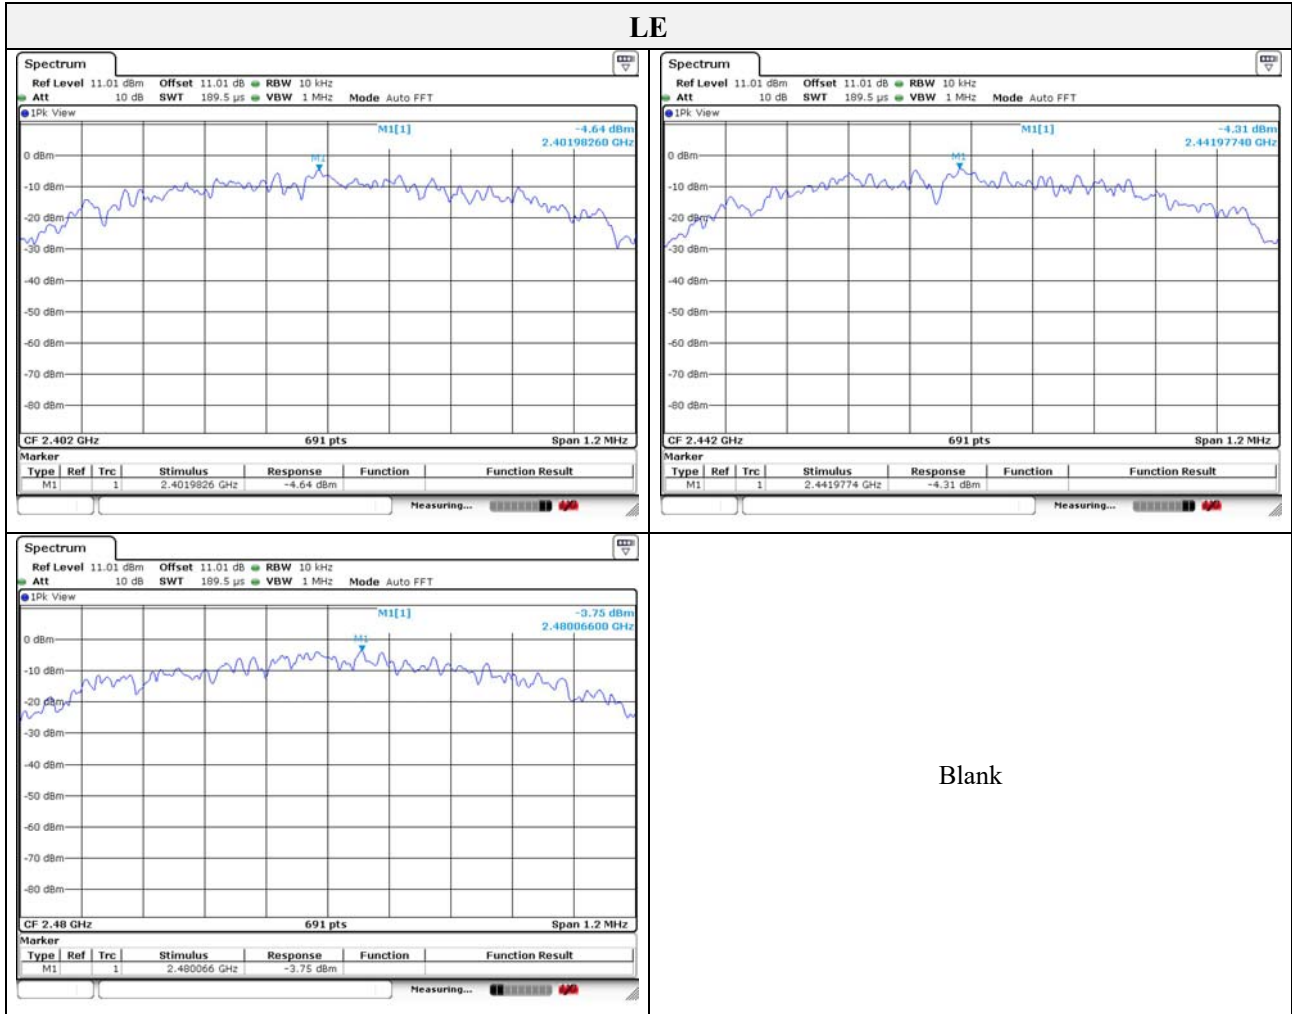 LE
Spectrum
Ref Level 11.01 dBm Offset 11.01 dB RBW 10 kHz
Att 10 dB SWT 189.5 µs VBW 1 MHz Mode Auto FFT
1Pk View
M1[1] -4.64 dBm
2.40198260 GHz
M1
0 dBm
-10 dBm
-20 dBm
-30 dBm
-40 dBm
-50 dBm
-60 dBm
-70 dBm
-80 dBm
CF 2.402 GHz 691 pts Span 1.2 MHz
Marker
Type Ref Trc Stimulus Response Function Function Result
M1 1 2.4019826 GHz -4.64 dBm
Measuring...
Spectrum
Ref Level 11.01 dBm Offset 11.01 dB RBW 10 kHz
Att 10 dB SWT 189.5 µs VBW 1 MHz Mode Auto FFT
1Pk View
M1[1] -4.31 dBm
2.44197740 GHz
M1
0 dBm
-10 dBm
-20 dBm
-30 dBm
-40 dBm
-50 dBm
-60 dBm
-70 dBm
-80 dBm
CF 2.442 GHz 691 pts Span 1.2 MHz
Marker
Type Ref Trc Stimulus Response Function Function Result
M1 1 2.4419774 GHz -4.31 dBm
Measuring...
Spectrum
Ref Level 11.01 dBm Offset 11.01 dB RBW 10 kHz
Att 10 dB SWT 189.5 µs VBW 1 MHz Mode Auto FFT
1Pk View
M1[1] -3.75 dBm
2.48006600 GHz
M1
0 dBm
-10 dBm
-20 dBm
-30 dBm
-40 dBm
-50 dBm
-60 dBm
-70 dBm
-80 dBm
CF 2.48 GHz 691 pts Span 1.2 MHz
Marker
Type Ref Trc Stimulus Response Function Function Result
M1 1 2.480066 GHz -3.75 dBm
Measuring...
Blank